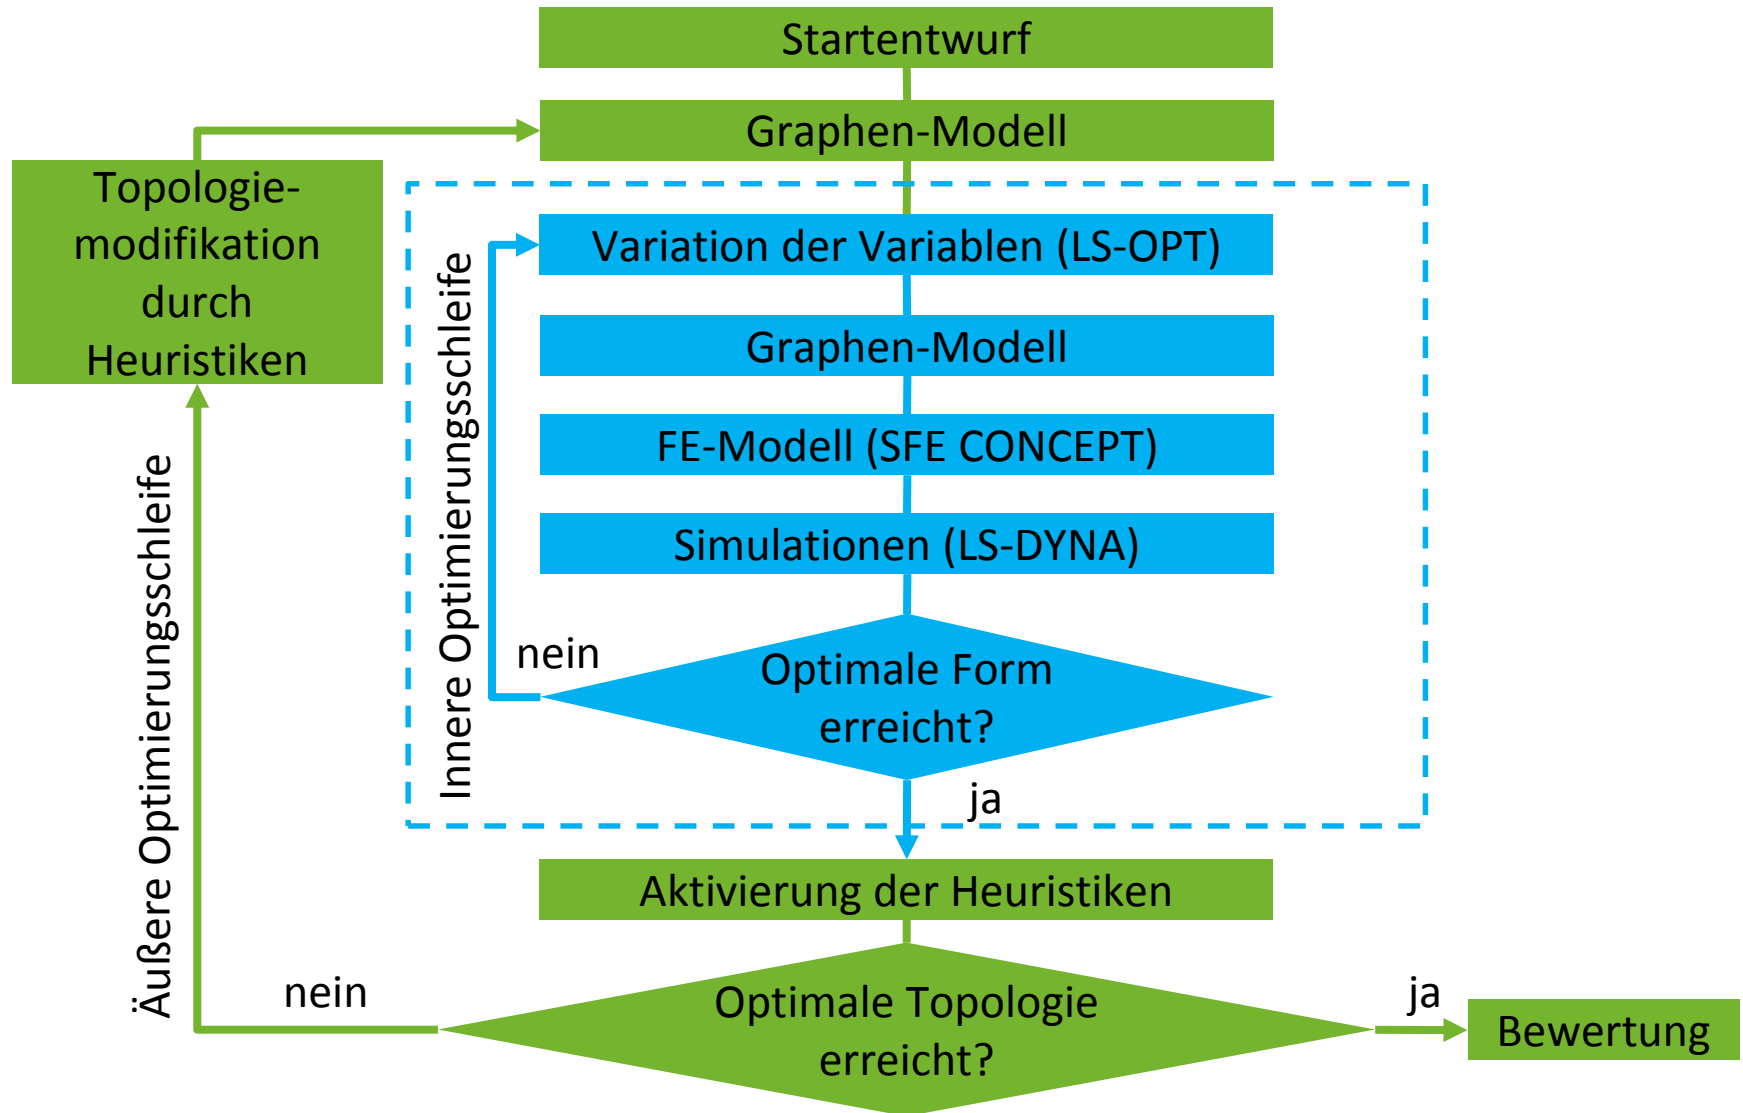 Startentwurf
Graphen-Modell
Topologie-
modifikation
durch
Heuristiken
Variation der Variablen (LS-OPT)
Graphen-Modell
FE-Modell (SFE CONCEPT)
Simulationen (LS-DYNA)
Innere Optimierungsschleife
nein
Optimale Form
erreicht?
ja
Äußere Optimierungsschleife
Aktivierung der Heuristiken
nein
Optimale Topologie
erreicht?
ja
Bewertung